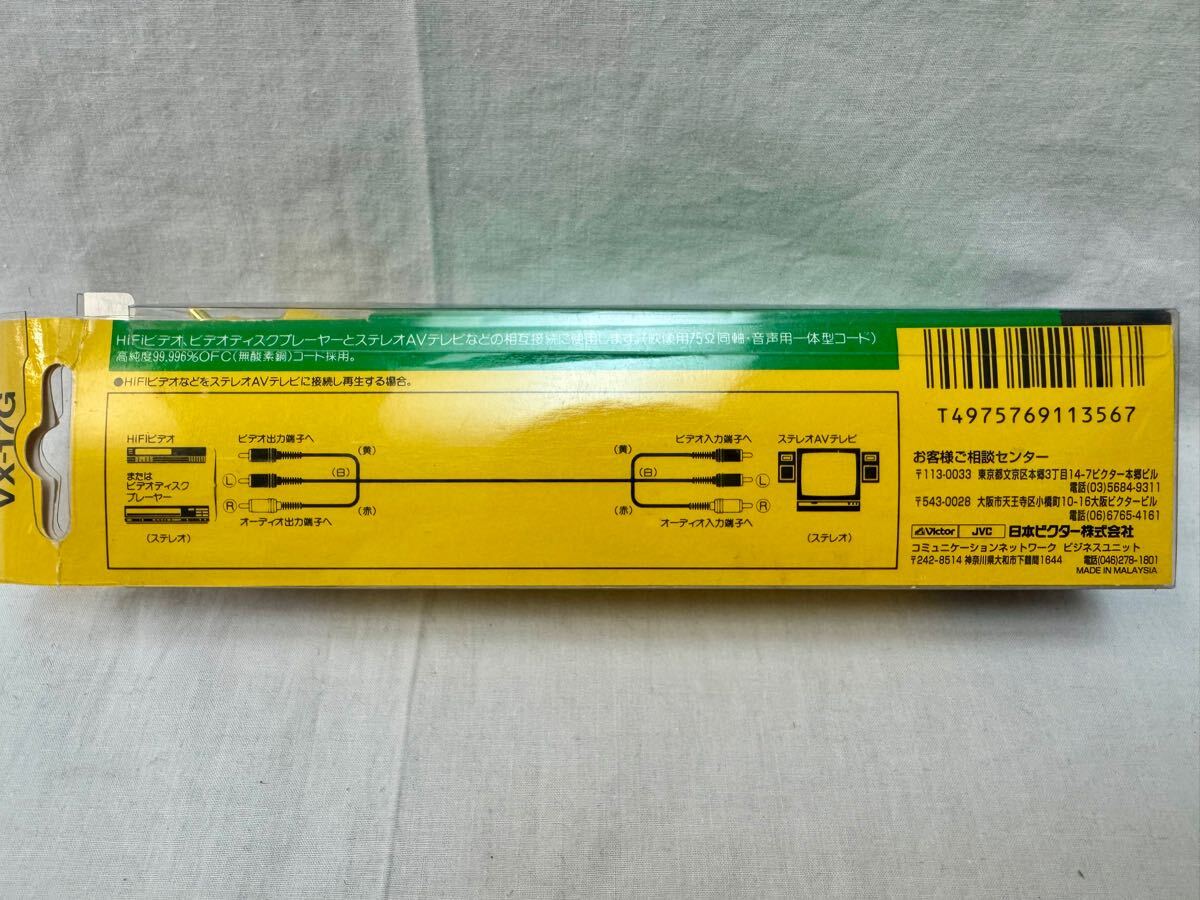 VX-17G
HiFiビデオ、ビデオディスクプレーヤーとステレオAVテレビなどの相互接続に使用します。(映像用75Ω同軸・音声用一体型コード)
高純度99.996%OFC(無酸素銅)コード採用。
●HiFiビデオなどをステレオAVテレビに接続し再生する場合。
HiFiビデオ
または
ビデオディスク
プレーヤー
(ステレオ)
ビデオ出力端子へ
(黄)
L
(白)
R
(赤)
オーディオ出力端子へ
ビデオ入力端子へ
(黄)
(白)
L
(赤)
R
オーディオ入力端子へ
ステレオAVテレビ
(ステレオ)
T4975769113567
お客様ご相談センター
〒113-0033 東京都文京区本郷3丁目14-7ビクター本郷ビル
電話(03)5684-9311
〒543-0028 大阪市天王寺区小橋町10-16大阪ビクタービル
電話(06)6765-4161
Victor JVC 日本ビクター株式会社
コミュニケーションネットワーク ビジネスユニット
〒242-8514 神奈川県大和市下鶴間1644 電話(046)278-1801
MADE IN MALAYSIA